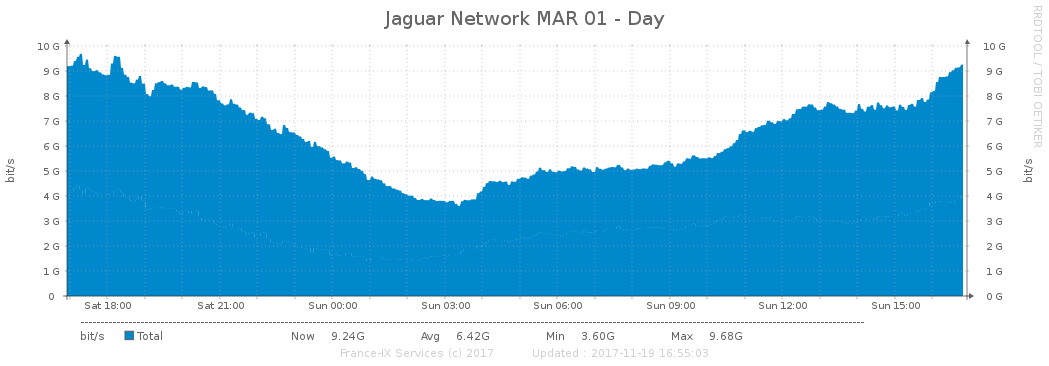 Jaguar Network MAR 01 - Day
RRDTOOL / TOBI OETIKER
bit/s
10 G 10 G
9 G 9 G
8 G 8 G
7 G 7 G
6 G 6 G
5 G 5 G
4 G 4 G
3 G 3 G
2 G 2 G
1 G 1 G
0 0 G
bit/s
Sat 18:00 Sat 21:00 Sun 00:00 Sun 03:00 Sun 06:00 Sun 09:00 Sun 12:00 Sun 15:00
bit/s Total Now 9.24G Avg 6.42G Min 3.60G Max 9.68G
France-IX Services (c) 2017 Updated : 2017-11-19 16:55:03